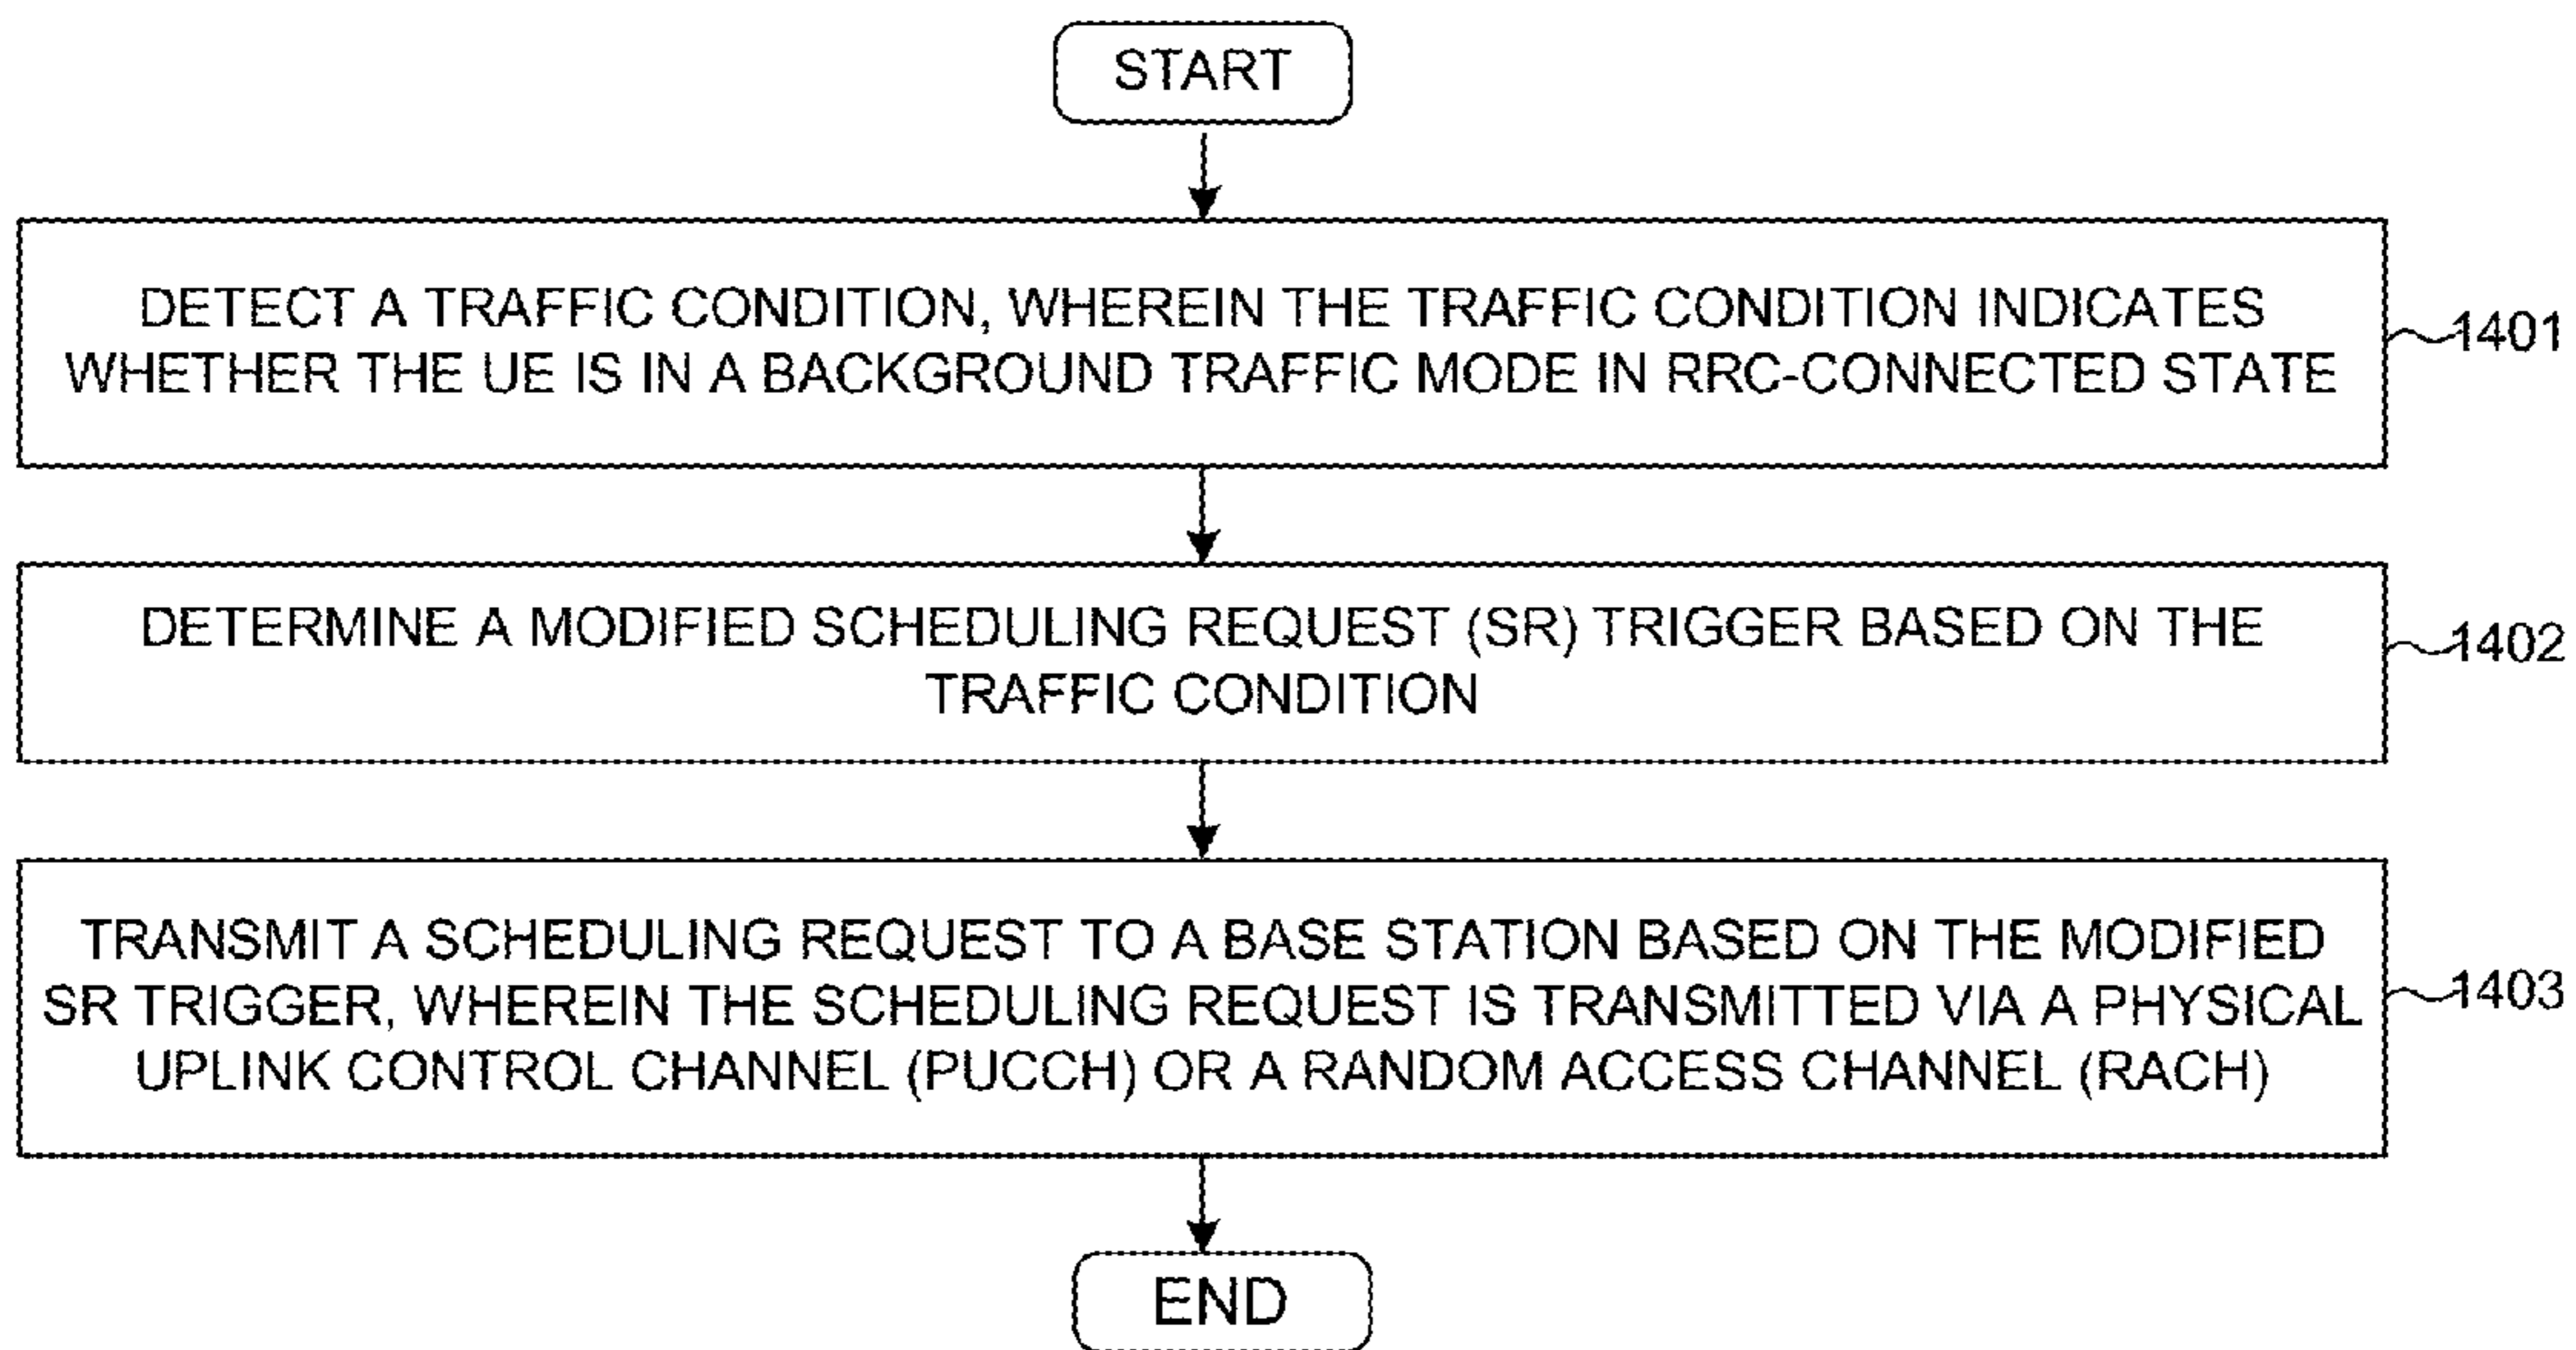 START
DETECT A TRAFFIC CONDITION, WHEREIN THE TRAFFIC CONDITION INDICATES
WHETHER THE UE IS IN A BACKGROUND TRAFFIC MODE IN RRC-CONNECTED STATE
1401
DETERMINE A MODIFIED SCHEDULING REQUEST (SR) TRIGGER BASED ON THE
TRAFFIC CONDITION
1402
TRANSMIT A SCHEDULING REQUEST TO A BASE STATION BASED ON THE MODIFIED
SR TRIGGER, WHEREIN THE SCHEDULING REQUEST IS TRANSMITTED VIA A PHYSICAL
UPLINK CONTROL CHANNEL (PUCCH) OR A RANDOM ACCESS CHANNEL (RACH)
1403
END